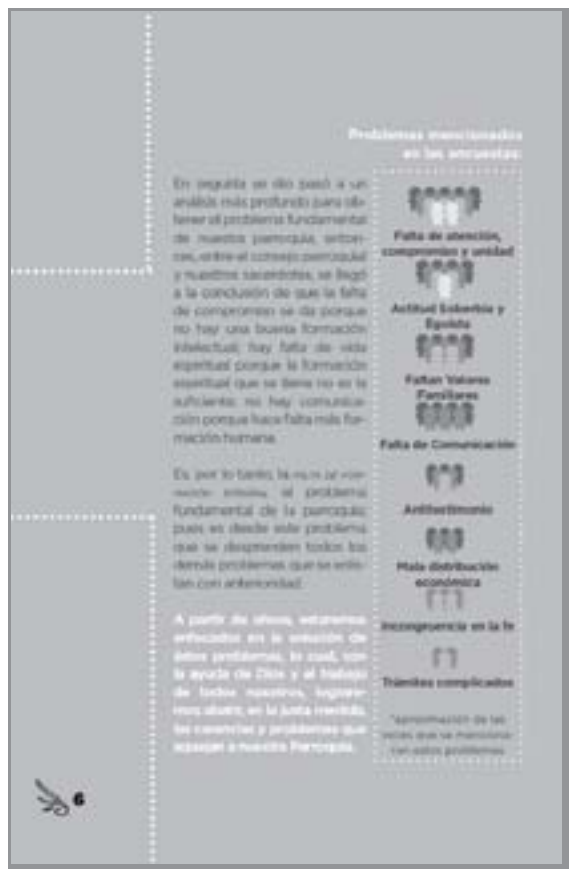 Problemas mencionados
en las encuestas:
En seguida se dio pasó a un
análisis más profundo para ob-
tener el problema fundamental
de nuestra parroquia, enton-
ces, entre el consejo parroquial
y nuestros sacerdotes, se llegó
a la conclusión de que la falta
de compromiso se da porque
no hay una buena formación
intelectual; hay falta de vida
espiritual porque la formación
espiritual que se tiene no es la
suficiente; no hay comunica-
ción porque hace falta más for-
mación humana.
Es, por lo tanto, la falta de for-
mación integral el problema
fundamental de la parroquia;
pues es desde este problema
que se desprenden todos los
demás problemas que se enlis-
tan con anterioridad.
A partir de ahora, estaremos
enfocados en la solución de
estos problemas, lo cual, con
la ayuda de Dios y el trabajo
de todos nosotros, lograre-
mos abatir, en la justa medida,
las carencias y problemas que
aquejan a nuestra Parroquia.
Falta de atención,
compromiso y unidad
Actitud Soberbia y
Egoísta
Faltan Valores
Familiares
Falta de Comunicación
Antitestimonio
Mala distribución
económica
Incongruencia en la fe
Trámites complicados
*aproximación de las
veces que se menciona-
ron estos problemas
6